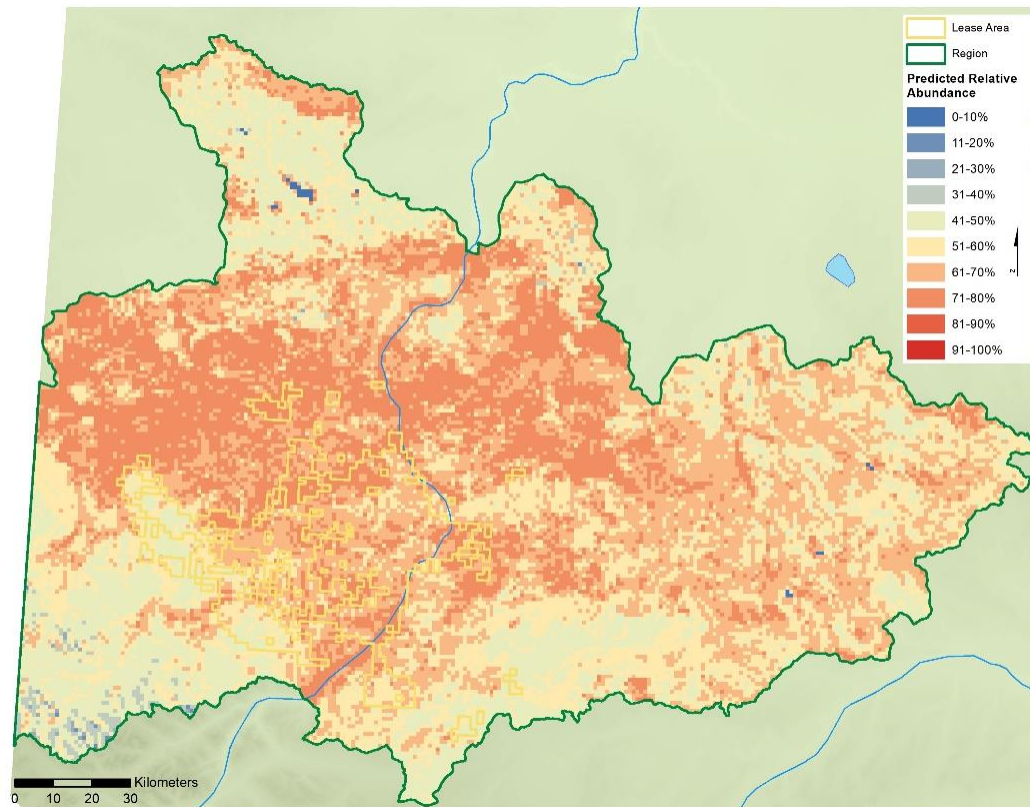 Lease Area
Region
Predicted Relative
Abundance
0-10%
11-20%
21-30%
31-40%
41-50%
51-60%
61-70%
71-80%
81-90%
91-100%
N
Kilometers
0 10 20 30